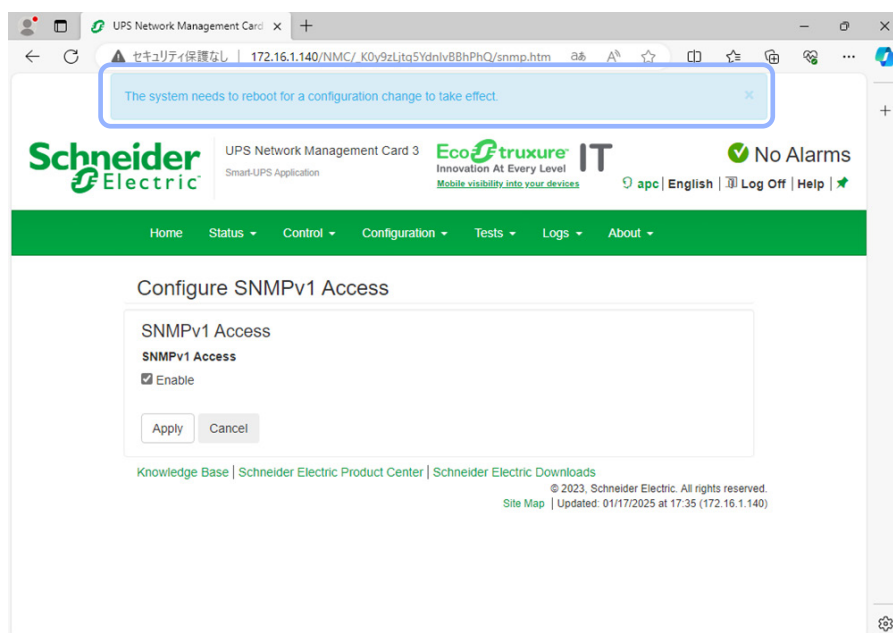 UPS Network Management Card
セキュリティ保護なし | 172.16.1.140/NMC/_K0y9zLjtq5YdnIvBBhPhQ/snmp.htm
The system needs to reboot for a configuration change to take effect. ×
Schneider Electric
UPS Network Management Card 3
Smart-UPS Application
EcoStruxure IT
Innovation At Every Level
Mobile visibility into your devices
No Alarms
apc | English | Log Off | Help |
Home Status Control Configuration Tests Logs About
Configure SNMPv1 Access
SNMPv1 Access
SNMPv1 Access
Enable
Apply Cancel
Knowledge Base | Schneider Electric Product Center | Schneider Electric Downloads
© 2023, Schneider Electric. All rights reserved.
Site Map | Updated: 01/17/2025 at 17:35 (172.16.1.140)